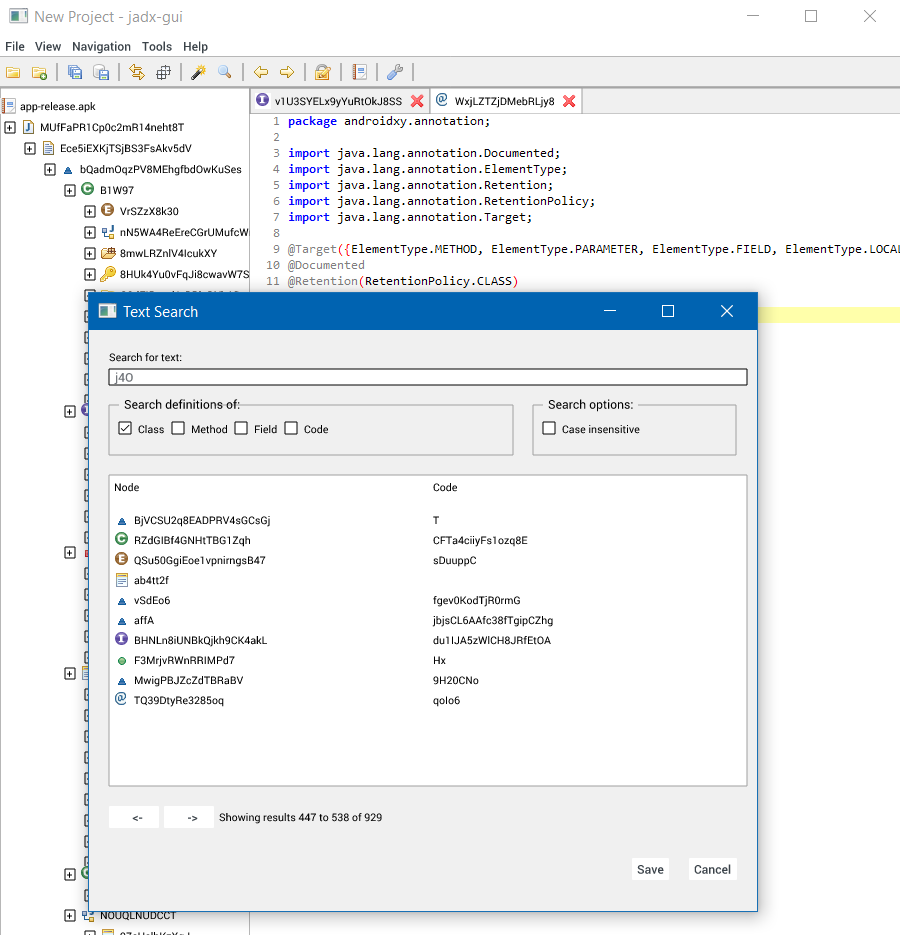 New Project - jadx-gui
File View Navigation Tools Help
app-release.apk
MUfFaPR1Cp0c2mR14neht8T
Ece5iEXKjTSjBS3FsAkv5dV
bQadmOqzPV8MEhgfbdOwKuSes
B1W97
VrSZzX8k30
nN5WA4ReEreCGrUMufcW
8mwLRZnlV4IcukXY
8HUk4Yu0vFqJi8cwavW7S
NOUQLNUDCCT
v1U3SYELx9yYuRtOkJ8SS
WxjLZTZjDMebRLjy8
1 package androidxy.annotation;
2
3 import java.lang.annotation.Documented;
4 import java.lang.annotation.ElementType;
5 import java.lang.annotation.Retention;
6 import java.lang.annotation.RetentionPolicy;
7 import java.lang.annotation.Target;
8
9 @Target({ElementType.METHOD, ElementType.PARAMETER, ElementType.FIELD, ElementType.LOCAL
10 @Documented
11 @Retention(RetentionPolicy.CLASS)
Text Search
Search for text:
j4O
Search definitions of:
Class Method Field Code
Search options:
Case insensitive
Node Code
BjVCSU2q8EADPRV4sGCsGj T
RZdGIBf4GNHtTBG1Zqh CFTa4ciiyFs1ozq8E
QSu50GgiEoe1vpnirngsB47 sDuuppC
ab4tt2f
vSdEo6 fgev0KodTjR0rmG
affA jbjsCL6AAfc38fTgipCZhg
BHNLn8iUNBkQjkh9CK4akL du1IJA5zWlCH8JRfEtOA
F3MrjvRWnRRIMPd7 Hx
MwigPBJZcZdTBRaBV 9H20CNo
TQ39DtyRe3285oq qoIo6
<- -> Showing results 447 to 538 of 929
Save Cancel